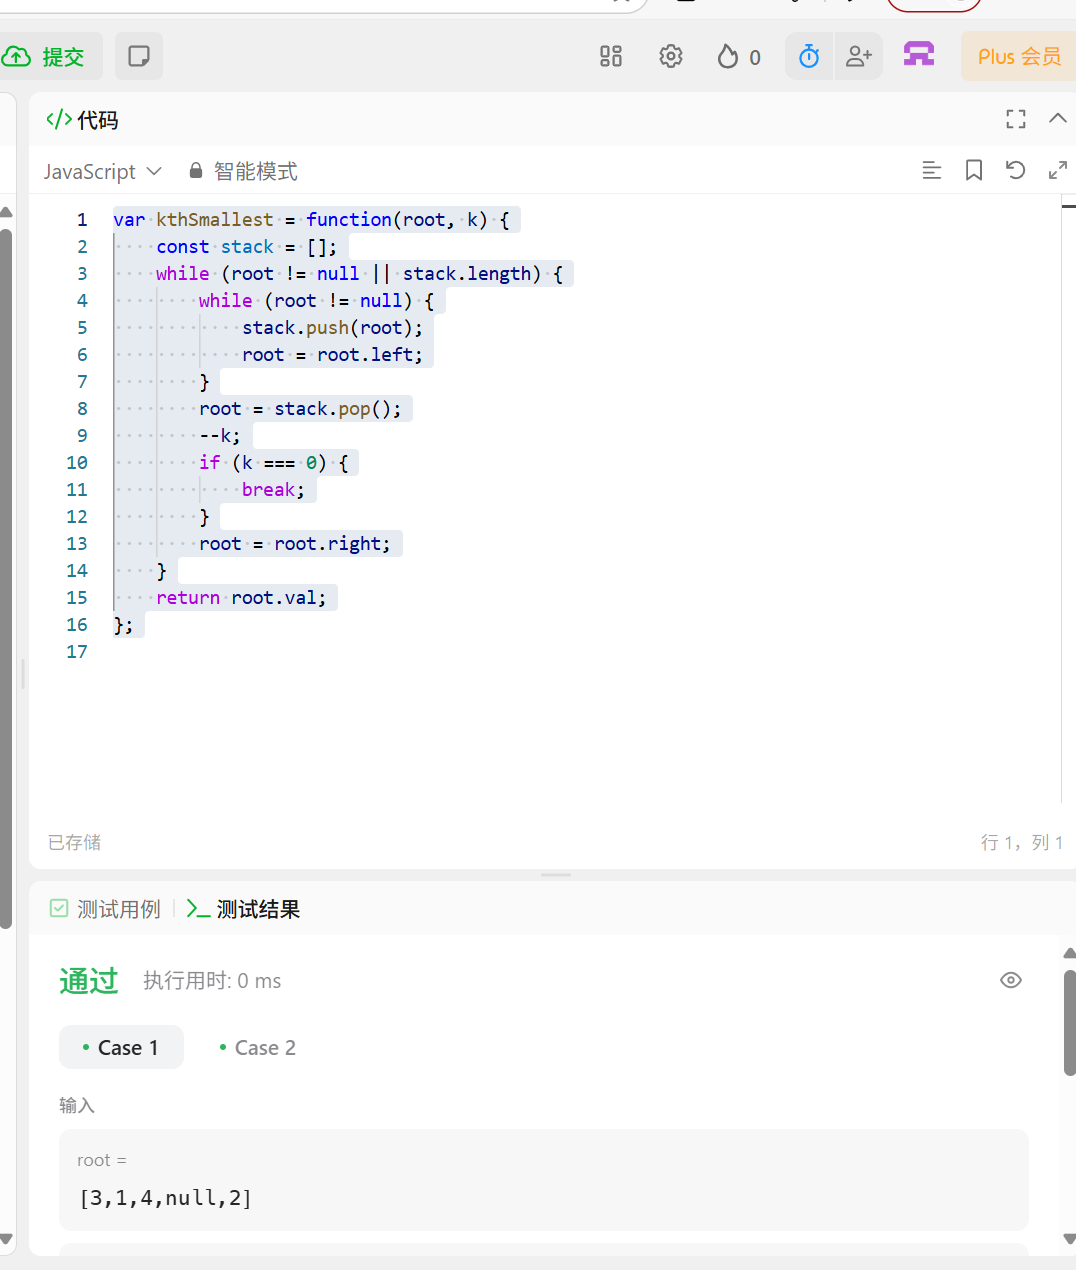 提交
0
Plus 会员
</> 代码
JavaScript
智能模式
1 var kthSmallest = function(root, k) {
2     const stack = [];
3     while (root != null || stack.length) {
4         while (root != null) {
5             stack.push(root);
6             root = root.left;
7         }
8         root = stack.pop();
9         --k;
10         if (k === 0) {
11             break;
12         }
13         root = root.right;
14     }
15     return root.val;
16 };
17
已存储
行 1，列 1
测试用例
>_ 测试结果
通过 执行用时: 0 ms
• Case 1 • Case 2
输入
root =
[3,1,4,null,2]